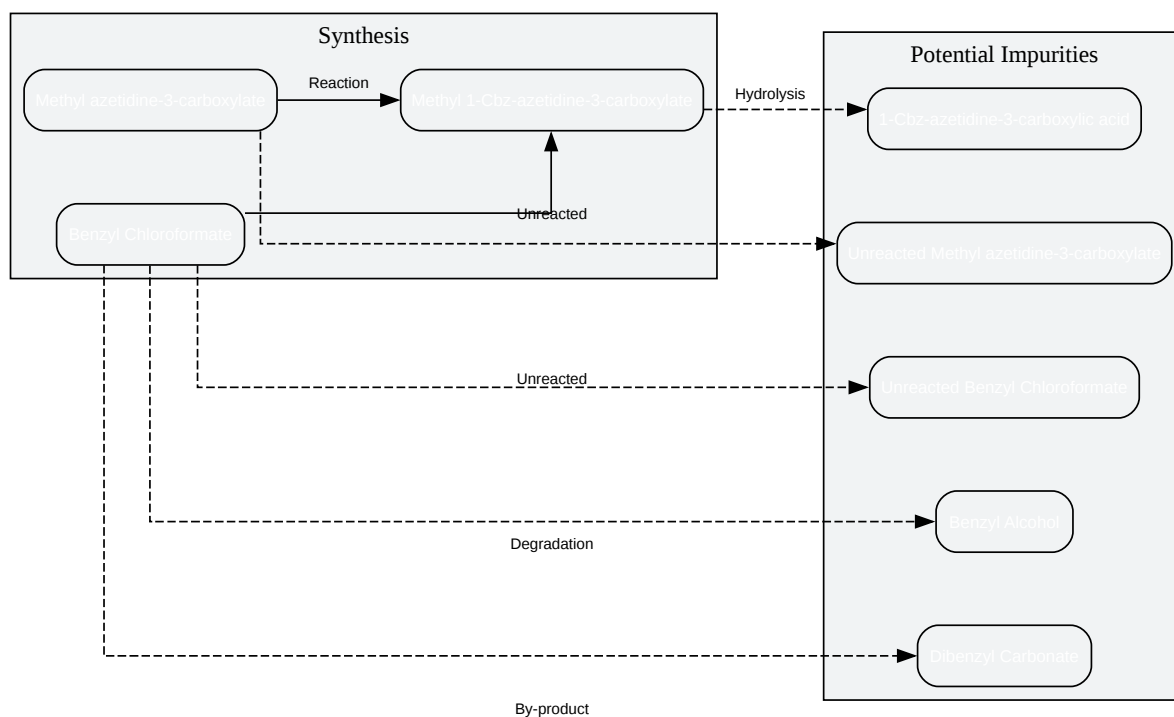 Synthesis
Potential Impurities
Methyl azetidine-3-carboxylate
Reaction
Methyl 1-Cbz-azetidine-3-carboxylate
Hydrolysis
1-Cbz-azetidine-3-carboxylic acid
Benzyl Chloroformate
Unreacted
Unreacted Methyl azetidine-3-carboxylate
Unreacted
Unreacted Benzyl Chloroformate
Degradation
Benzyl Alcohol
Dibenzyl Carbonate
By-product